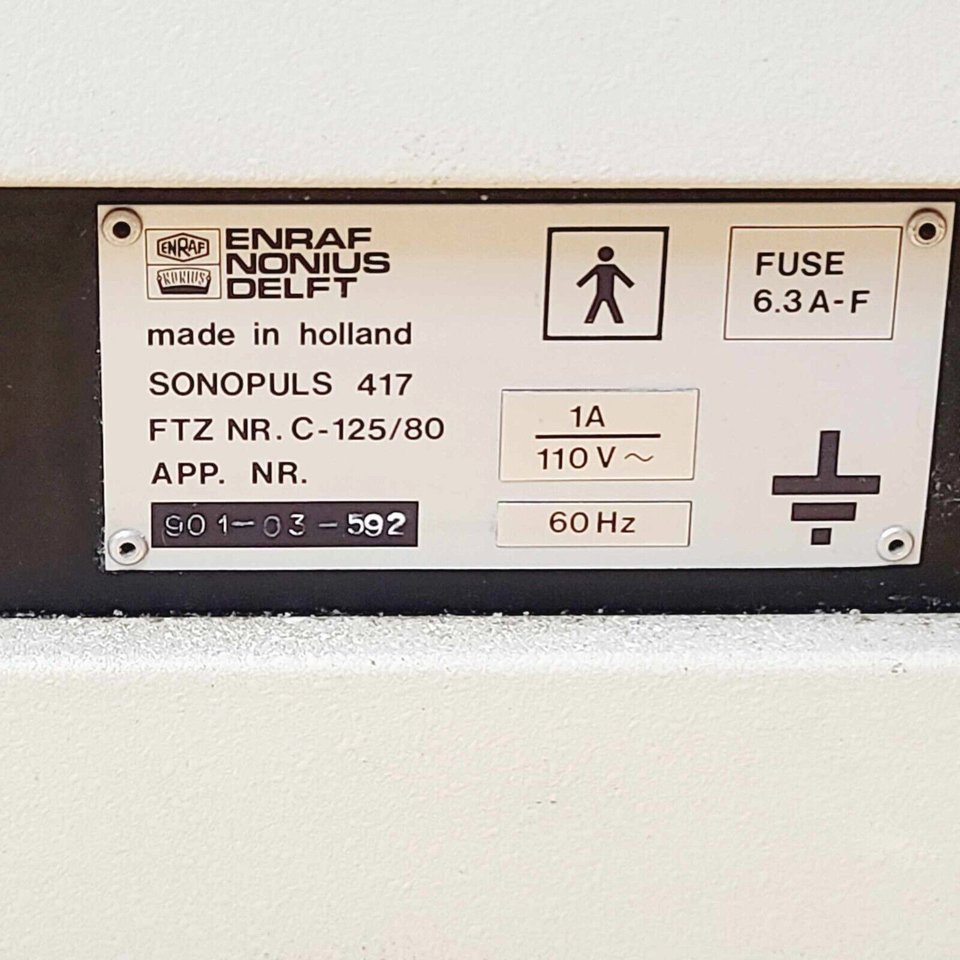 ENRAF
NONIUS
ENRAF
NONIUS
DELFT
made in holland
SONOPULS 417
FTZ NR. C-125/80
APP. NR.
901-03-592
1A
110 V ~
60 Hz
FUSE
6.3 A-F